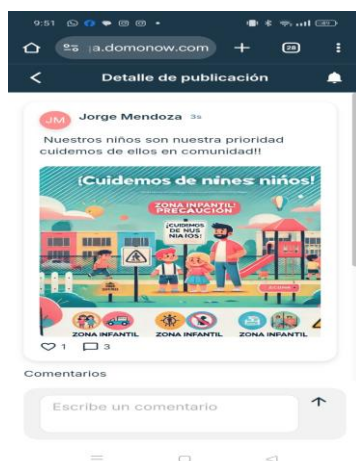 9:51
a.domonow.com
28
Detalle de publicación
JM
Jorge Mendoza 3s
Nuestros niños son nuestra prioridad
cuidemos de ellos en comunidad!!
¡Cuidemos de nines niños!
ZONA INFANTIL:
PRECAUCIÓN
¡CUIDEMOS
DE NUS
NIAIOS:
ZONA INFANTIL ZONA INFANTIL ZONA INFANTIL
1 3
Comentarios
Escribe un comentario